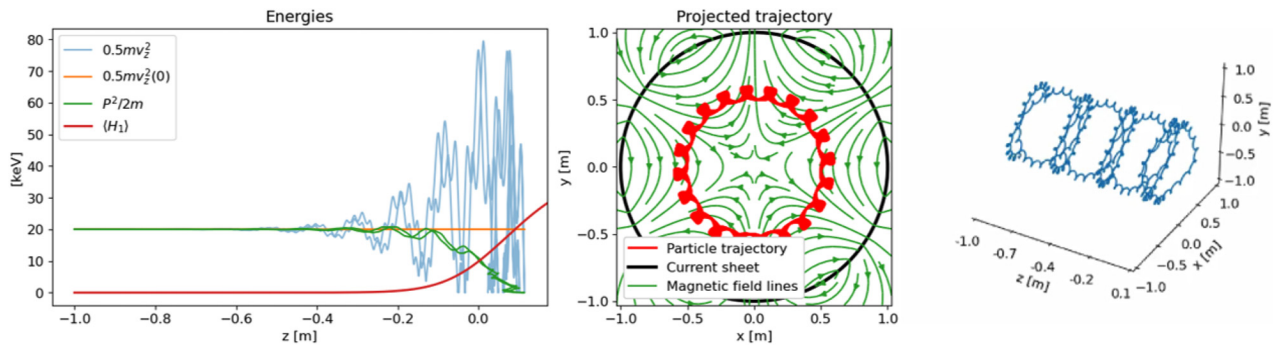 Energies
80
70
60
50
40
30
20
10
0
[keV]
0.5mv_z^2
0.5mv_z^2(0)
P^2/2m
⟨H_1⟩
-1.0
-0.8
-0.6
-0.4
-0.2
0.0
z [m]
Projected trajectory
1.0
0.5
0.0
-0.5
-1.0
y [m]
Particle trajectory
Current sheet
Magnetic field lines
-1.0
-0.5
0.0
0.5
1.0
x [m]
1.0
0.5
0.0
-0.5
-1.0
y [m]
1.0
0.5
0.0
-0.5
-1.0
x [m]
-1.0
-0.7
-0.4
-0.2
0.1
z [m]